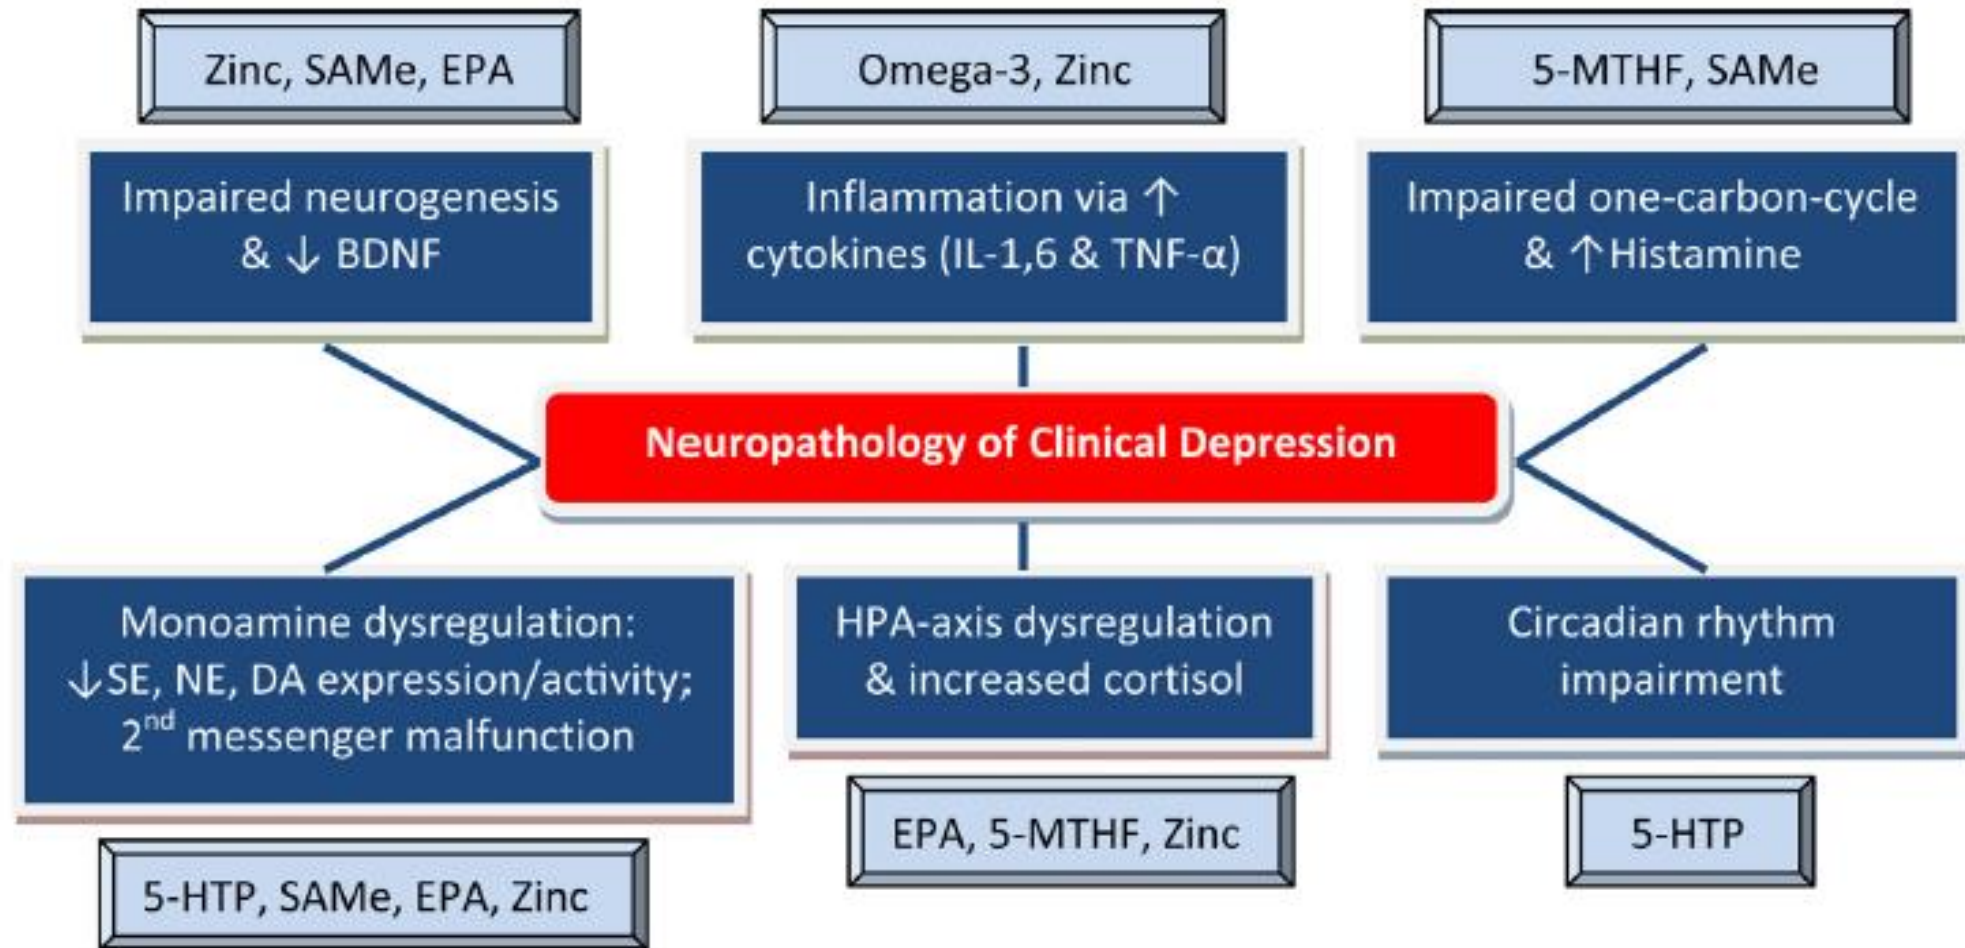 Zinc, SAMe, EPA
Omega-3, Zinc
5-MTHF, SAMe
Impaired neurogenesis
& ↓ BDNF
Inflammation via ↑
cytokines (IL-1,6 & TNF-α)
Impaired one-carbon-cycle
& ↑Histamine
Neuropathology of Clinical Depression
Monoamine dysregulation:
↓SE, NE, DA expression/activity;
2nd messenger malfunction
HPA-axis dysregulation
& increased cortisol
Circadian rhythm
impairment
5-HTP, SAMe, EPA, Zinc
EPA, 5-MTHF, Zinc
5-HTP